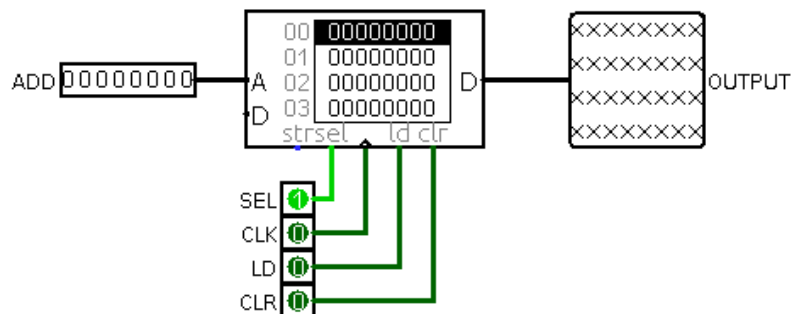 00 00000000
01 00000000
ADD 00000000 A 02 00000000 D XXXXXXXX OUTPUT
D 03 00000000
str sel ld clr
XXXXXXXX
XXXXXXXX
XXXXXXXX
SEL 1
CLK 0
LD 0
CLR 0